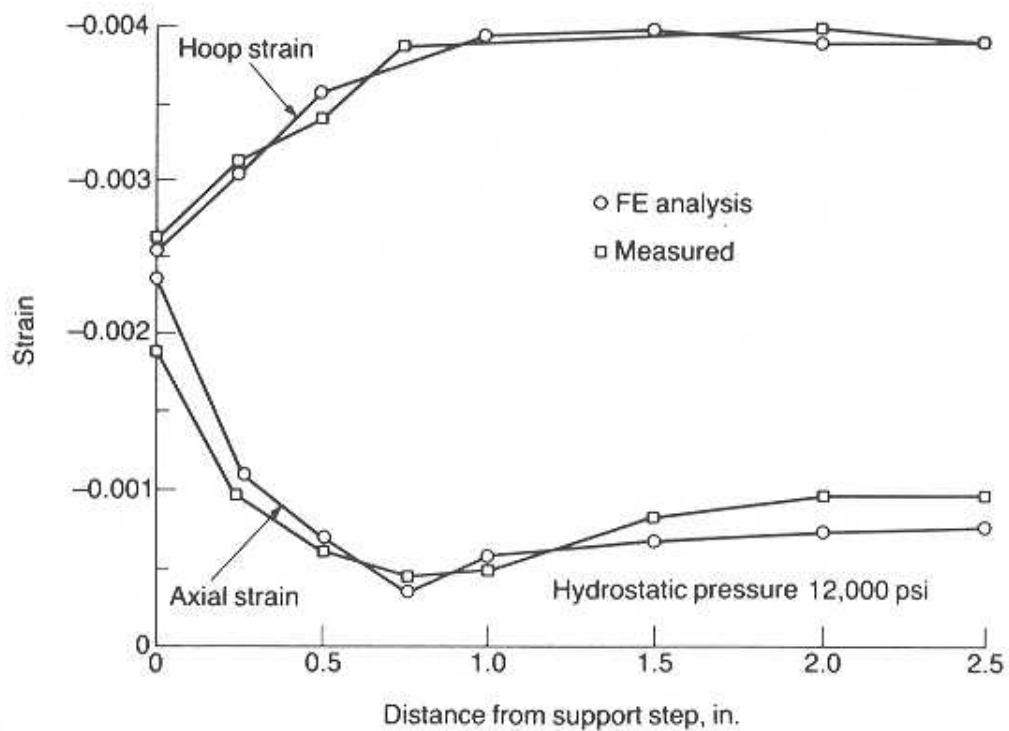 −0.004
Hoop strain
−0.003
FE analysis
Measured
−0.002
Strain
−0.001
Axial strain
Hydrostatic pressure 12,000 psi
0
0 0.5 1.0 1.5 2.0 2.5
Distance from support step, in.